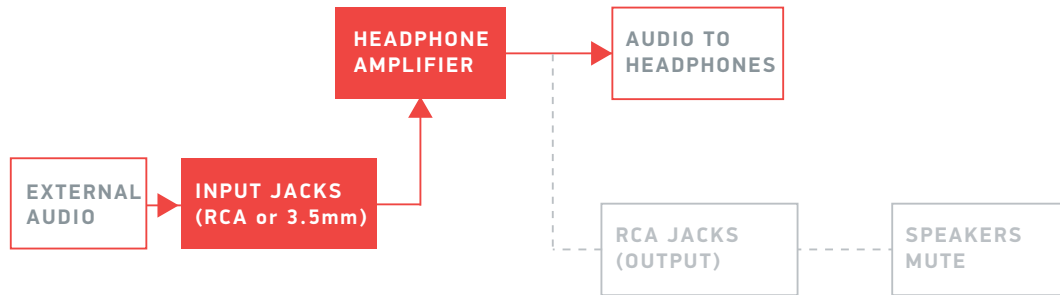 HEADPHONE
AMPLIFIER
AUDIO TO
HEADPHONES
EXTERNAL
AUDIO
INPUT JACKS
(RCA or 3.5mm)
RCA JACKS
(OUTPUT)
SPEAKERS
MUTE